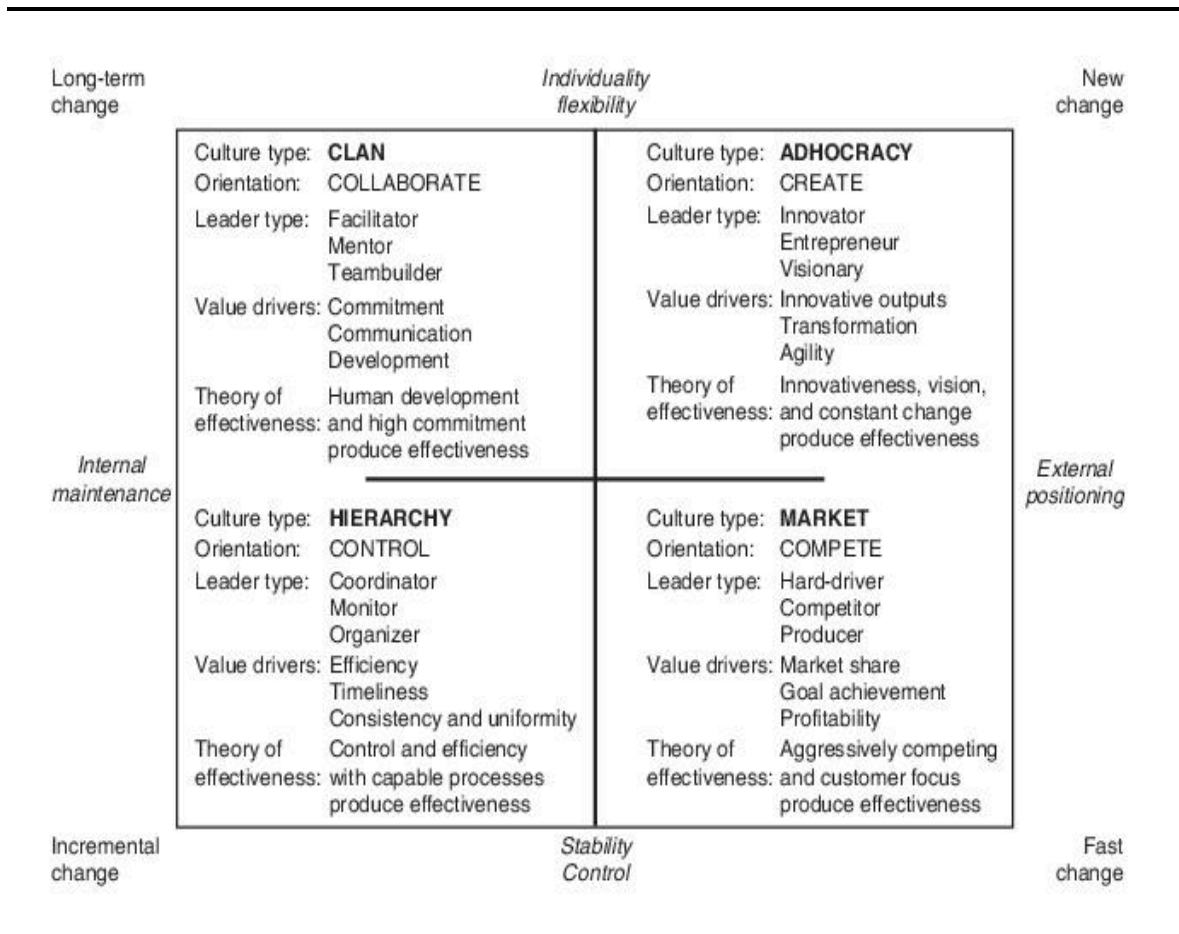 Long-term
change
Individuality
flexibility
New
change
Culture type: CLAN
Orientation: COLLABORATE
Leader type: Facilitator
Mentor
Teambuilder
Value drivers: Commitment
Communication
Development
Theory of Human development
effectiveness: and high commitment
produce effectiveness
Culture type: ADHOCRACY
Orientation: CREATE
Leader type: Innovator
Entrepreneur
Visionary
Value drivers: Innovative outputs
Transformation
Agility
Theory of Innovativeness, vision,
effectiveness: and constant change
produce effectiveness
Internal
maintenance
External
positioning
Culture type: HIERARCHY
Orientation: CONTROL
Leader type: Coordinator
Monitor
Organizer
Value drivers: Efficiency
Timeliness
Consistency and uniformity
Theory of Control and efficiency
effectiveness: with capable processes
produce effectiveness
Culture type: MARKET
Orientation: COMPETE
Leader type: Hard-driver
Competitor
Producer
Value drivers: Market share
Goal achievement
Profitability
Theory of Aggressively competing
effectiveness: and customer focus
produce effectiveness
Incremental
change
Stability
Control
Fast
change